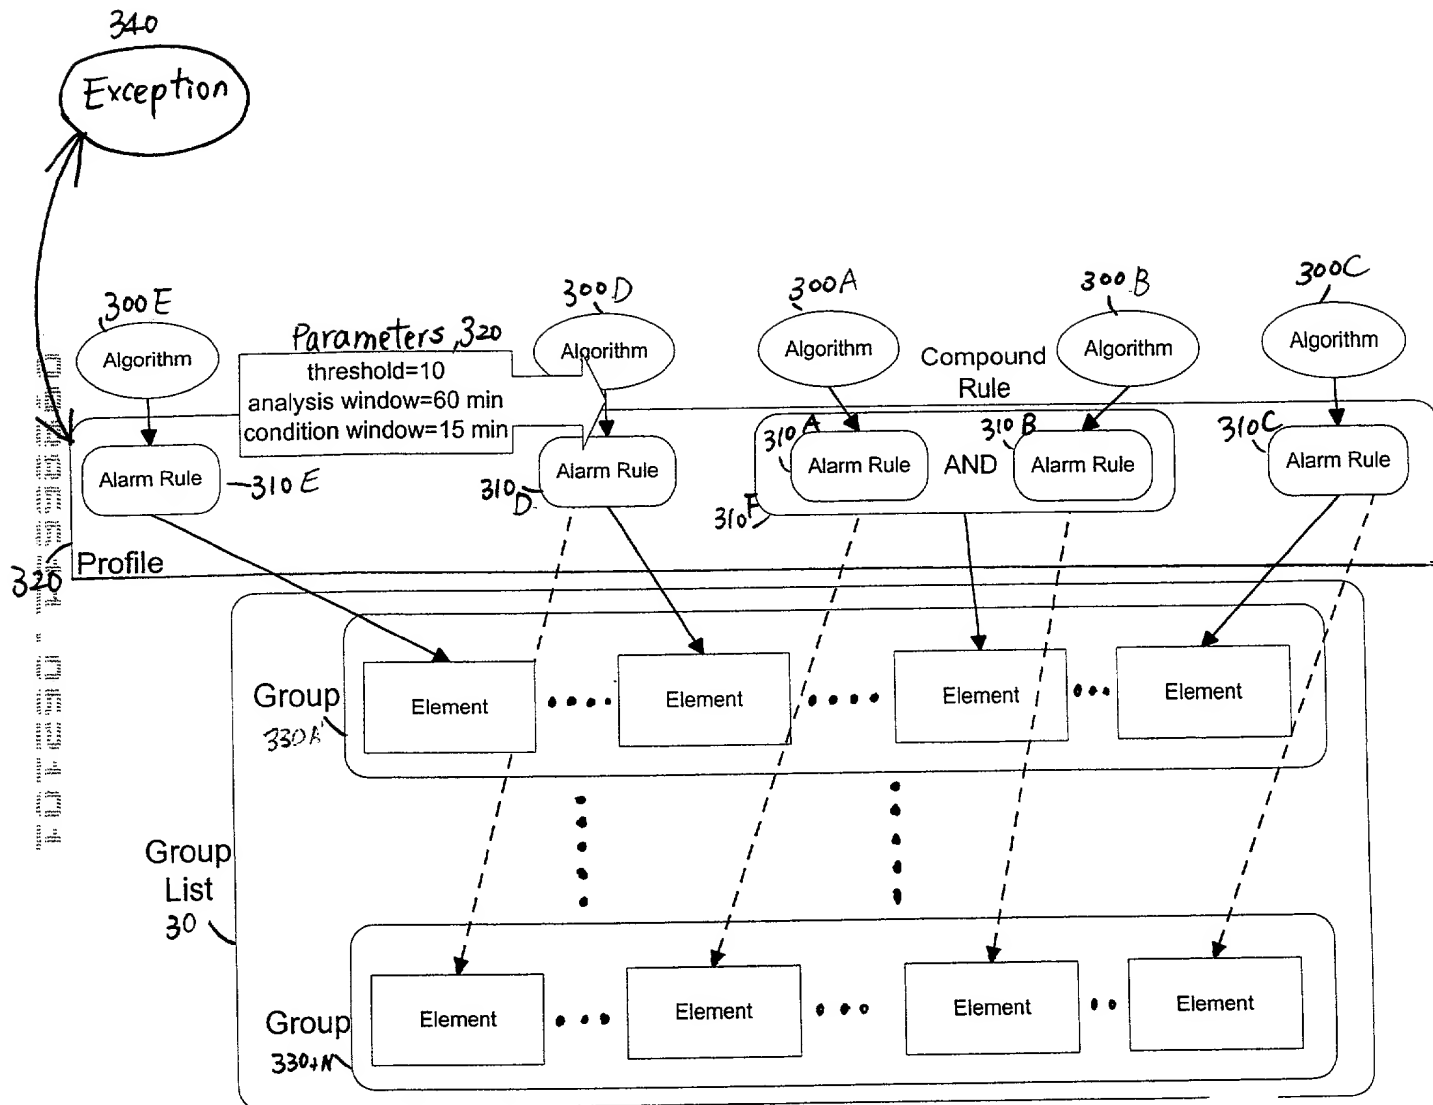 340
Exception
300E
Parameters, 320
300D
300A
300B
300C
Algorithm
threshold=10
analysis window=60 min
condition window=15 min
Algorithm
Algorithm
Compound
Rule
Algorithm
Algorithm
Alarm Rule
310E
310D
Alarm Rule
310A
Alarm Rule
AND
310B
Alarm Rule
310F
310C
Alarm Rule
320
Profile
Group
330A
Element
Element
Element
Element
Group
List
30
Group
330+N
Element
Element
Element
Element